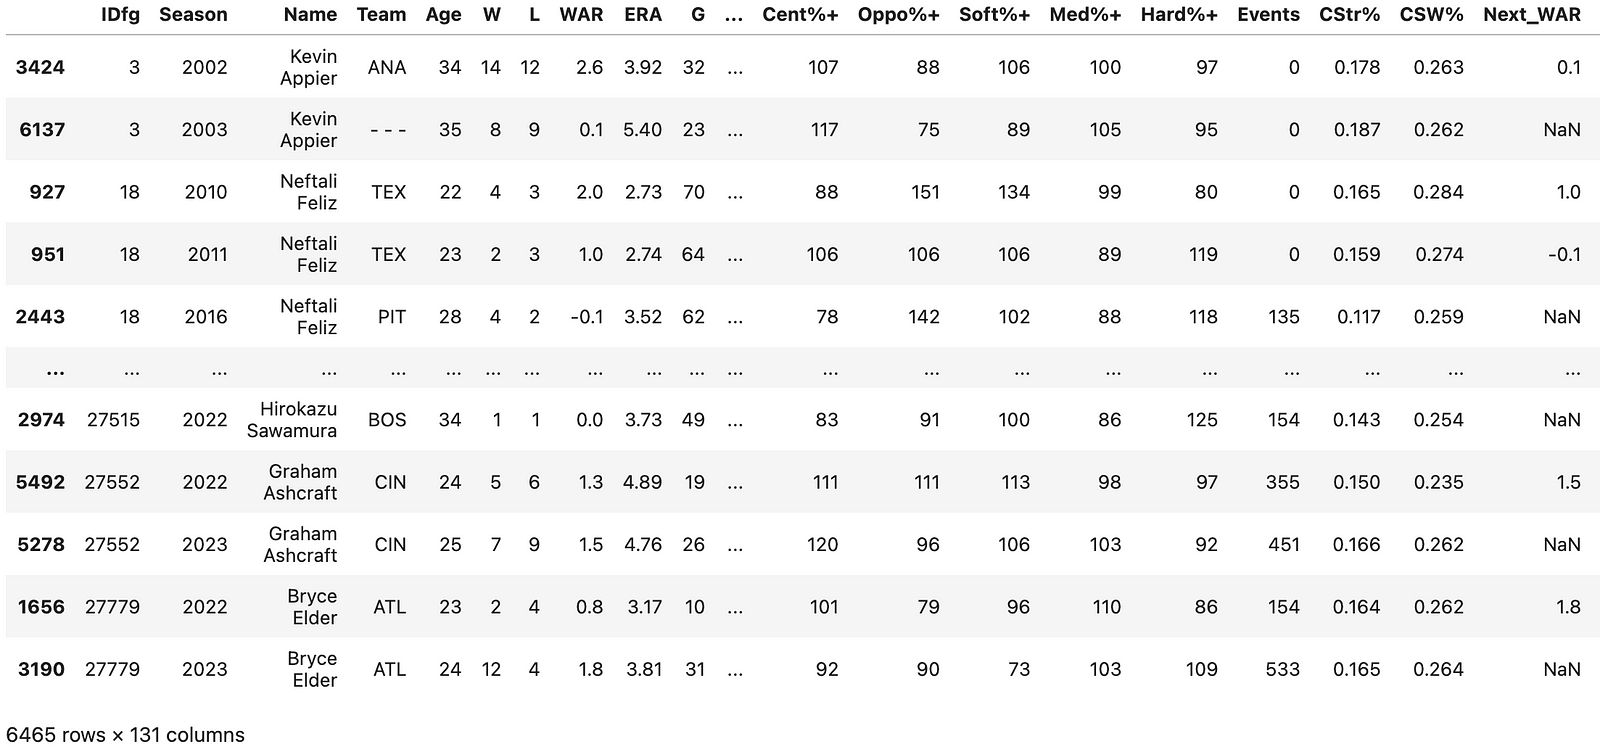 IDfg Season Name Team Age W L WAR ERA G ... Cent%+ Oppo%+ Soft%+ Med%+ Hard%+ Events CStr% CSW% Next_WAR
3424 3 2002 Kevin Appier ANA 34 14 12 2.6 3.92 32 ... 107 88 106 100 97 0 0.178 0.263 0.1
6137 3 2003 Kevin Appier - - - 35 8 9 0.1 5.40 23 ... 117 75 89 105 95 0 0.187 0.262 NaN
927 18 2010 Neftali Feliz TEX 22 4 3 2.0 2.73 70 ... 88 151 134 99 80 0 0.165 0.284 1.0
951 18 2011 Neftali Feliz TEX 23 2 3 1.0 2.74 64 ... 106 106 106 89 119 0 0.159 0.274 -0.1
2443 18 2016 Neftali Feliz PIT 28 4 2 -0.1 3.52 62 ... 78 142 102 88 118 135 0.117 0.259 NaN
... ... ... ... ... ... ... ... ... ... ... ... ... ... ... ... ... ... ... ... ...
2974 27515 2022 Hirokazu Sawamura BOS 34 1 1 0.0 3.73 49 ... 83 91 100 86 125 154 0.143 0.254 NaN
5492 27552 2022 Graham Ashcraft CIN 24 5 6 1.3 4.89 19 ... 111 111 113 98 97 355 0.150 0.235 1.5
5278 27552 2023 Graham Ashcraft CIN 25 7 9 1.5 4.76 26 ... 120 96 106 103 92 451 0.166 0.262 NaN
1656 27779 2022 Bryce Elder ATL 23 2 4 0.8 3.17 10 ... 101 79 96 110 86 154 0.164 0.262 1.8
3190 27779 2023 Bryce Elder ATL 24 12 4 1.8 3.81 31 ... 92 90 73 103 109 533 0.165 0.264 NaN
6465 rows × 131 columns